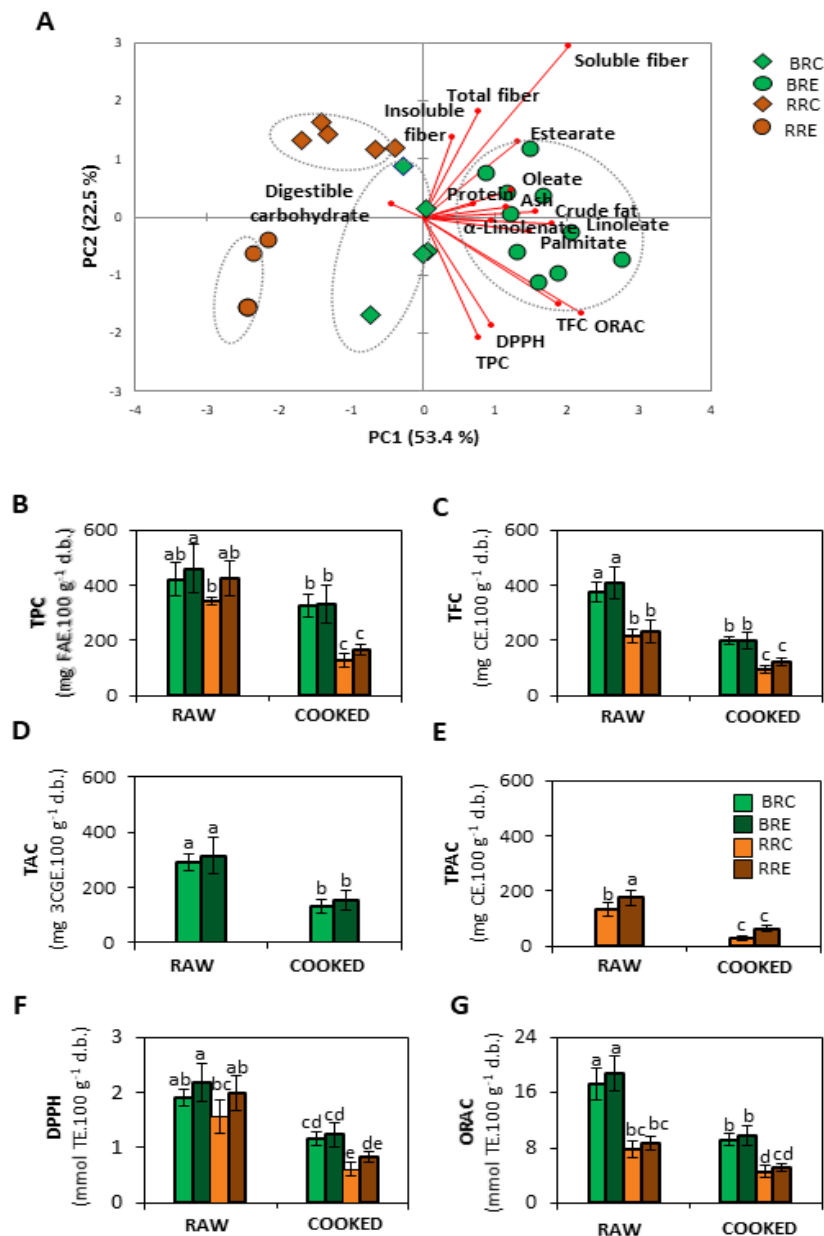 A
3
2
1
0
-1
-2
-3
-4
-3
-2
-1
0
1
2
3
4
PC2 (22.5 %)
PC1 (53.4 %)
Soluble fiber
Total fiber
Insoluble
fiber
Estearate
Oleate
Digestible
carbohydrate
Protein
Ash
Crude fat
α-Linolenate
Linoleate
Palmitate
TFC
ORAC
DPPH
TPC
BRC
BRE
RRC
RRE
B
TPC
(mg FAE.100 g⁻¹ d.b.)
600
400
200
0
ab
a
b
ab
b
b
c
c
RAW
COOKED
C
TFC
(mg CE.100 g⁻¹ d.b.)
600
400
200
0
a
a
b
b
b
b
c
c
RAW
COOKED
D
TAC
(mg 3CGE.100 g⁻¹ d.b.)
600
300
200
0
a
a
b
b
RAW
COOKED
E
TPAC
(mg CE.100 g⁻¹ d.b.)
600
400
200
0
b
a
c
c
BRC
BRE
RRC
RRE
RAW
COOKED
F
DPPH
(mmol TE.100 g⁻¹ d.b.)
3
2
1
0
ab
a
bc
ab
cd
cd
e
de
RAW
COOKED
G
ORAC
(mmol TE.100 g⁻¹ d.b.)
24
16
8
0
a
a
bc
bc
b
b
d
cd
RAW
COOKED